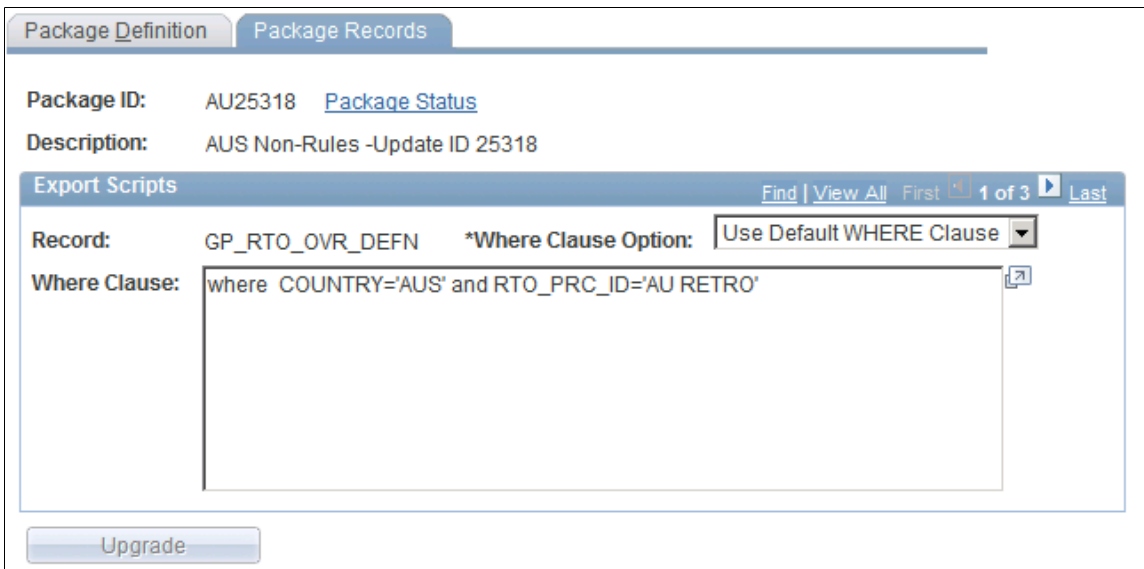 Package Definition Package Records
Package ID: AU25318 Package Status
Description: AUS Non-Rules -Update ID 25318
Export Scripts Find | View All First 1 of 3 Last
Record: GP_RTO_OVR_DEFN *Where Clause Option: Use Default WHERE Clause
Where Clause: where  COUNTRY='AUS' and RTO_PRC_ID='AU RETRO'
Upgrade